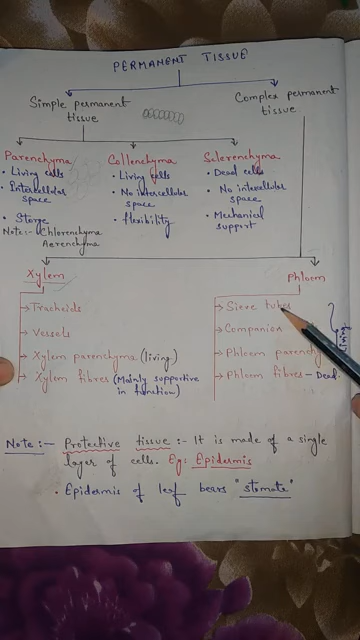 PERMANENT TISSUE
Simple permanent tissue
Complex permanent tissue
Parenchyma
• Living cells
• Intercellular space
• Storge
Note:- Chlorenchyma
Aerenchyma
Collenchyma
• Living cells
• No intercellular space
• flexibility
Sclerenchyma
• Dead cells
• No intercellular space
• Mechanical support
Xylem
→ Tracheids
→ Vessels
→ Xylem parenchyma (living)
→ Xylem fibres (Mainly supportive in function)
Phloem
→ Sieve tubes
→ Companion
→ Phloem parenchy
→ Phloem fibres – Dead.
Living
Note :- Protective tissue :- It is made of a single
layer of cells. Eg: Epidermis
• Epidermis of leaf bears "stomata"